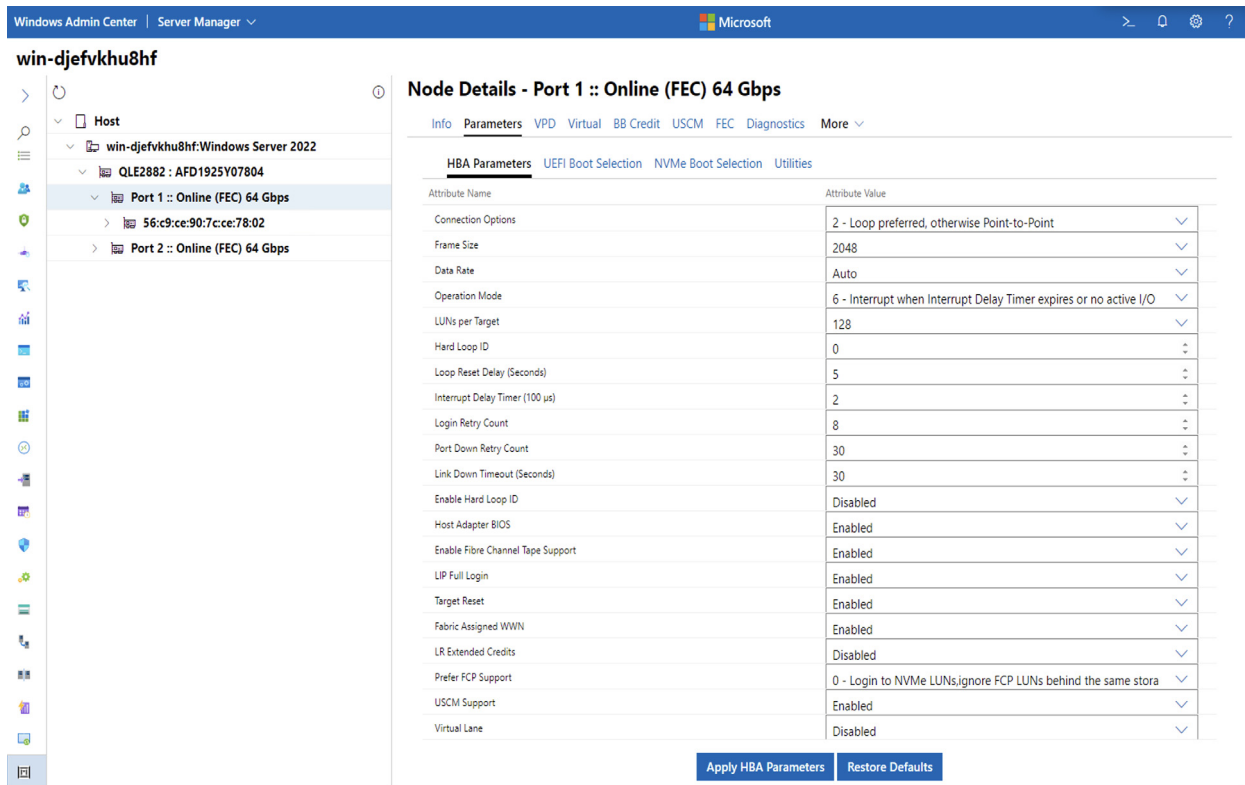 Windows Admin Center | Server Manager
Microsoft
win-djefvkhu8hf
Host
win-djefvkhu8hf:Windows Server 2022
QLE2882 : AFD1925Y07804
Port 1 :: Online (FEC) 64 Gbps
56:c9:ce:90:7c:ce:78:02
Port 2 :: Online (FEC) 64 Gbps
Node Details - Port 1 :: Online (FEC) 64 Gbps
Info Parameters VPD Virtual BB Credit USCM FEC Diagnostics More
HBA Parameters UEFI Boot Selection NVMe Boot Selection Utilities
Attribute Name Attribute Value
Connection Options 2 - Loop preferred, otherwise Point-to-Point
Frame Size 2048
Data Rate Auto
Operation Mode 6 - Interrupt when Interrupt Delay Timer expires or no active I/O
LUNs per Target 128
Hard Loop ID 0
Loop Reset Delay (Seconds) 5
Interrupt Delay Timer (100 µs) 2
Login Retry Count 8
Port Down Retry Count 30
Link Down Timeout (Seconds) 30
Enable Hard Loop ID Disabled
Host Adapter BIOS Enabled
Enable Fibre Channel Tape Support Enabled
LIP Full Login Enabled
Target Reset Enabled
Fabric Assigned WWN Enabled
LR Extended Credits Disabled
Prefer FCP Support 0 - Login to NVMe LUNs,ignore FCP LUNs behind the same stora
USCM Support Enabled
Virtual Lane Disabled
Apply HBA Parameters Restore Defaults